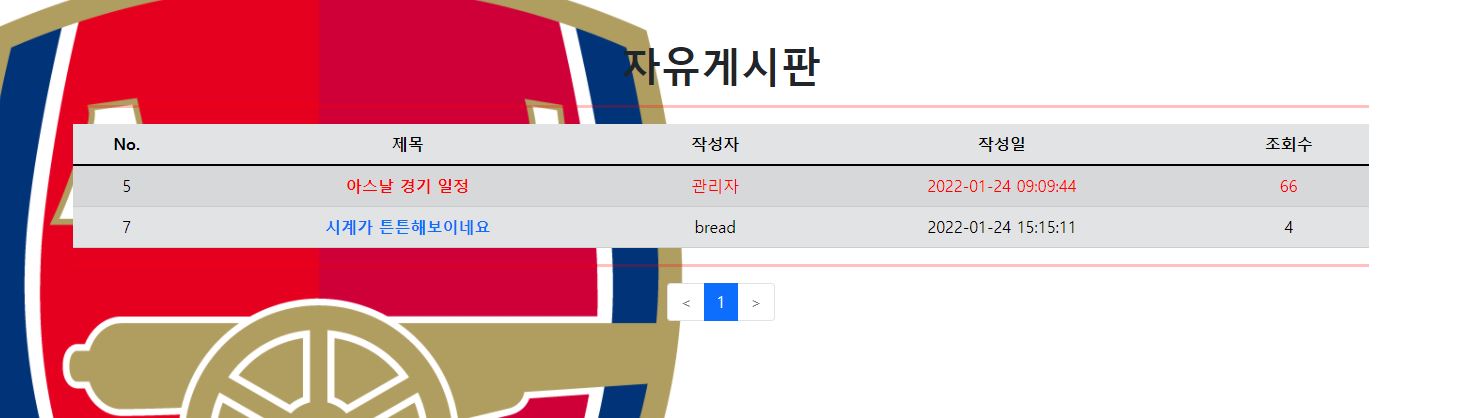 자유게시판
No. 제목 작성자 작성일 조회수
5 아스날 경기 일정 관리자 2022-01-24 09:09:44 66
7 시계가 튼튼해보이네요 bread 2022-01-24 15:15:11 4
< 1 >